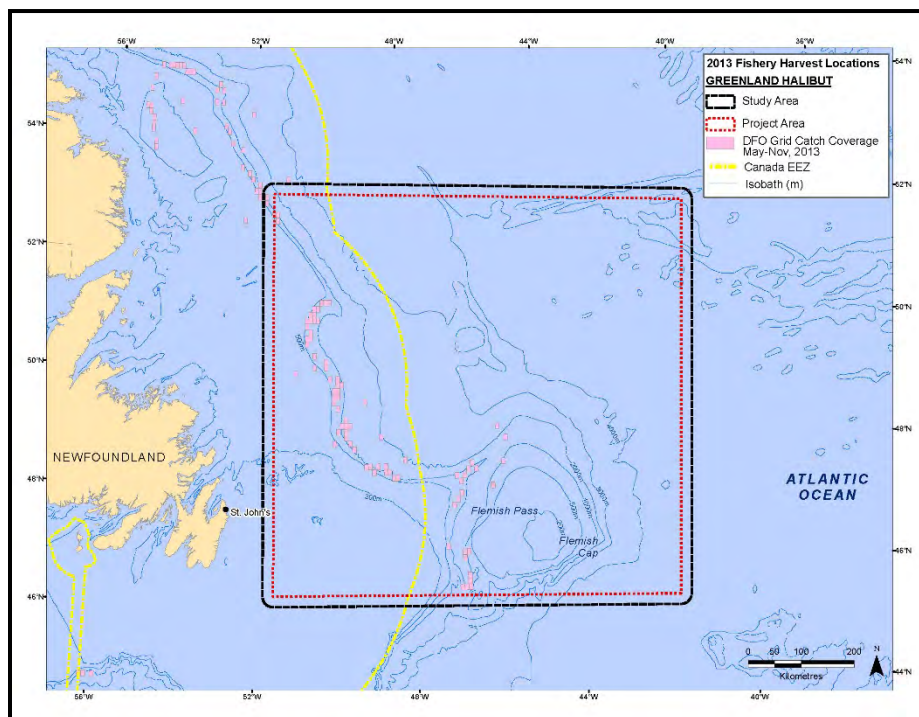 56°W 52°W 48°W 44°W 40°W 36°W
2013 Fishery Harvest Locations
GREENLAND HALIBUT
Study Area
Project Area
DFO Grid Catch Coverage
May-Nov, 2013
Canada EEZ
Isobath (m)
54°N
54°N
52°N
52°N
50°N
50°N
48°N
48°N
46°N
46°N
44°N
500m
200m
NEWFOUNDLAND
St. John's
Flemish Pass
Flemish
Cap
ATLANTIC
OCEAN
0 50 100 200
Kilometres
N
56°W 52°W 48°W 44°W 40°W